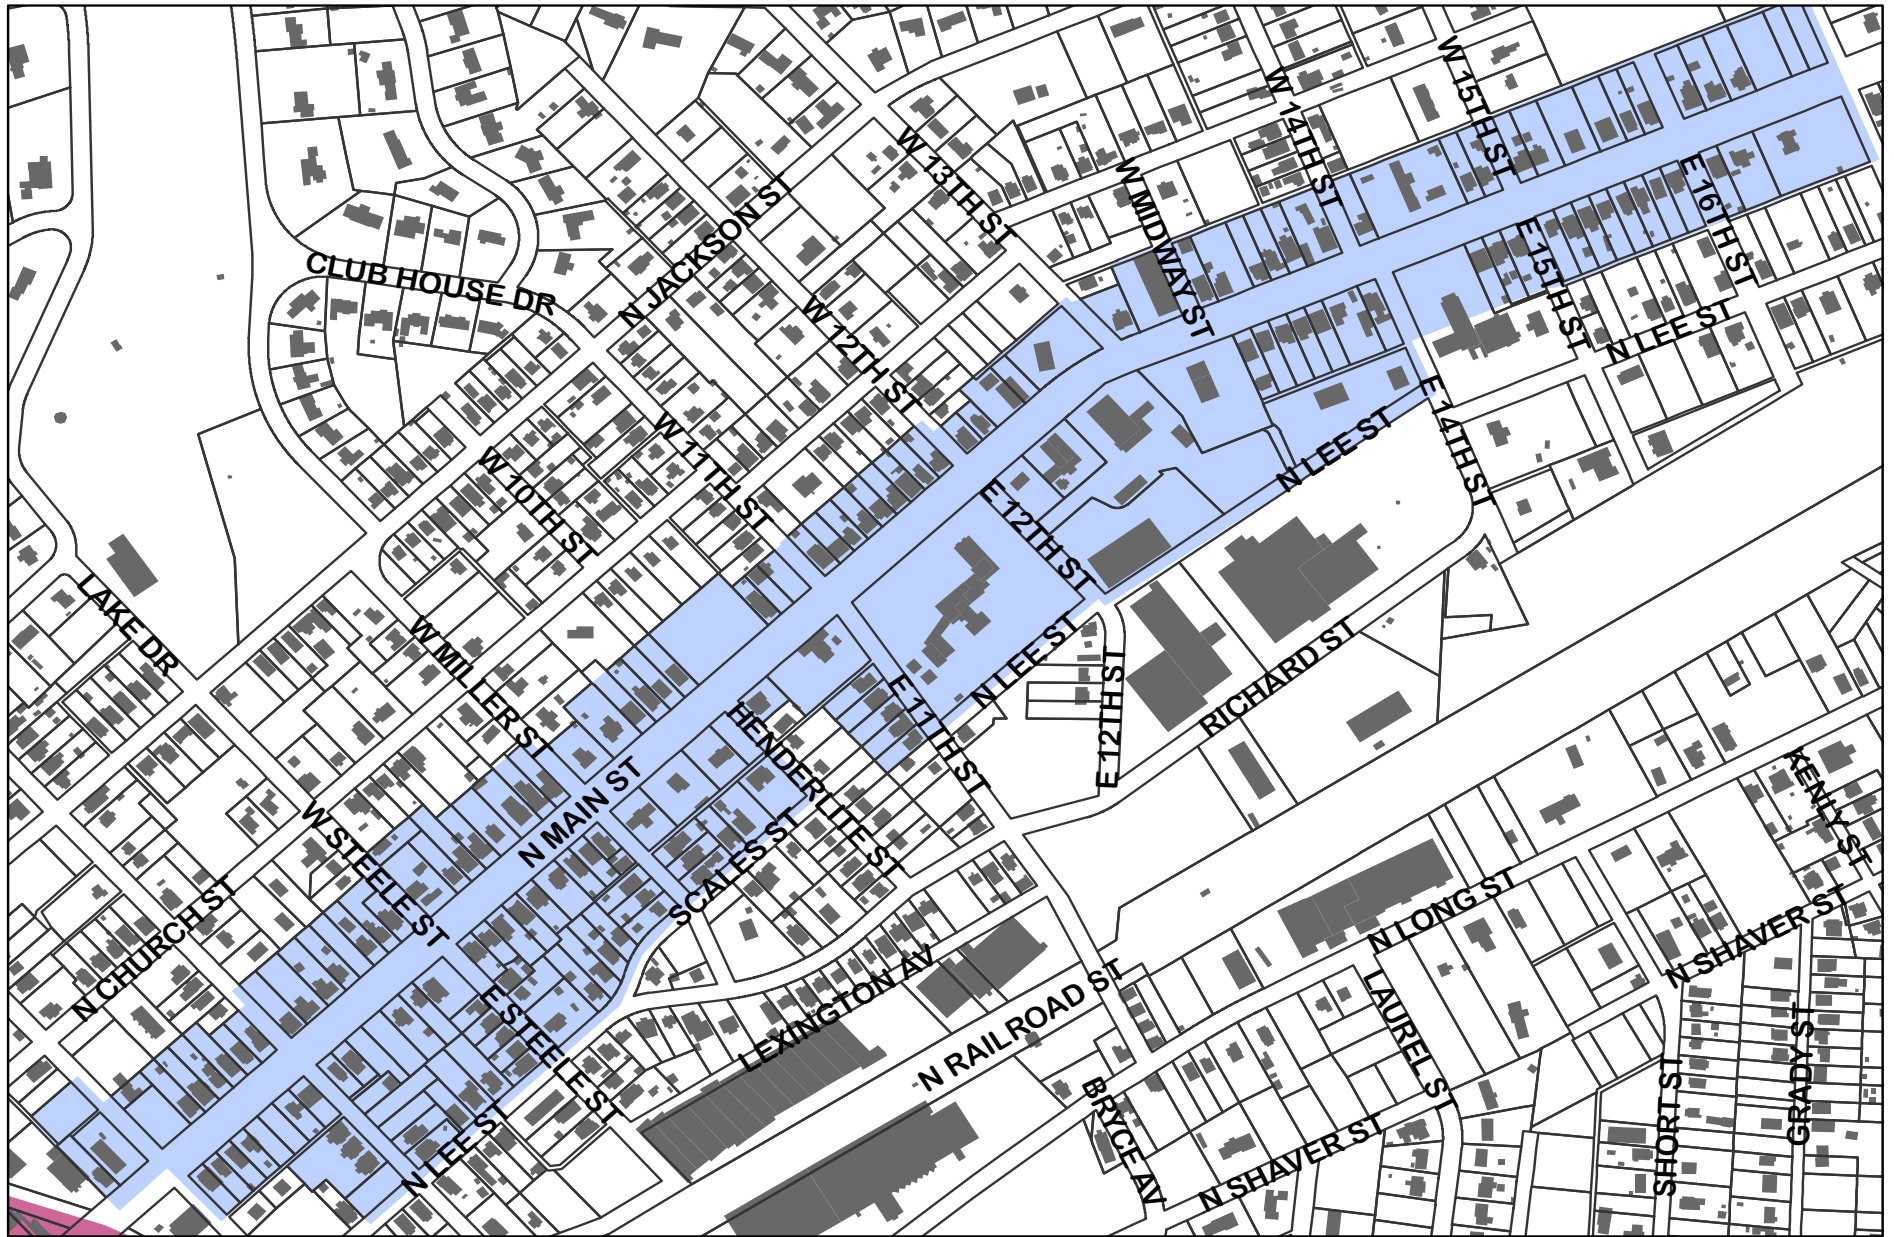 W 15TH ST
W 14TH ST
W 13TH ST
W MIDWAY ST
E 16TH ST
N JACKSON ST
CLUB HOUSE DR
E 15TH ST
N LEE ST
W 12TH ST
E 14TH ST
W 11TH ST
N LEE ST
W 10TH ST
E 12TH ST
LAKE DR
W MILLER ST
N LEE ST
E 12TH ST
RICHARD ST
E 11TH ST
HENDERLITE ST
N MAIN ST
KENLY ST
W STEELE ST
SCALES ST
N CHURCH ST
N LONG ST
N SHAVER ST
LEXINGTON AV
N RAILROAD ST
E STEELE ST
LAUREL ST
GRADY ST
SHORT ST
BRYCE AV
N LEE ST
N SHAVER ST